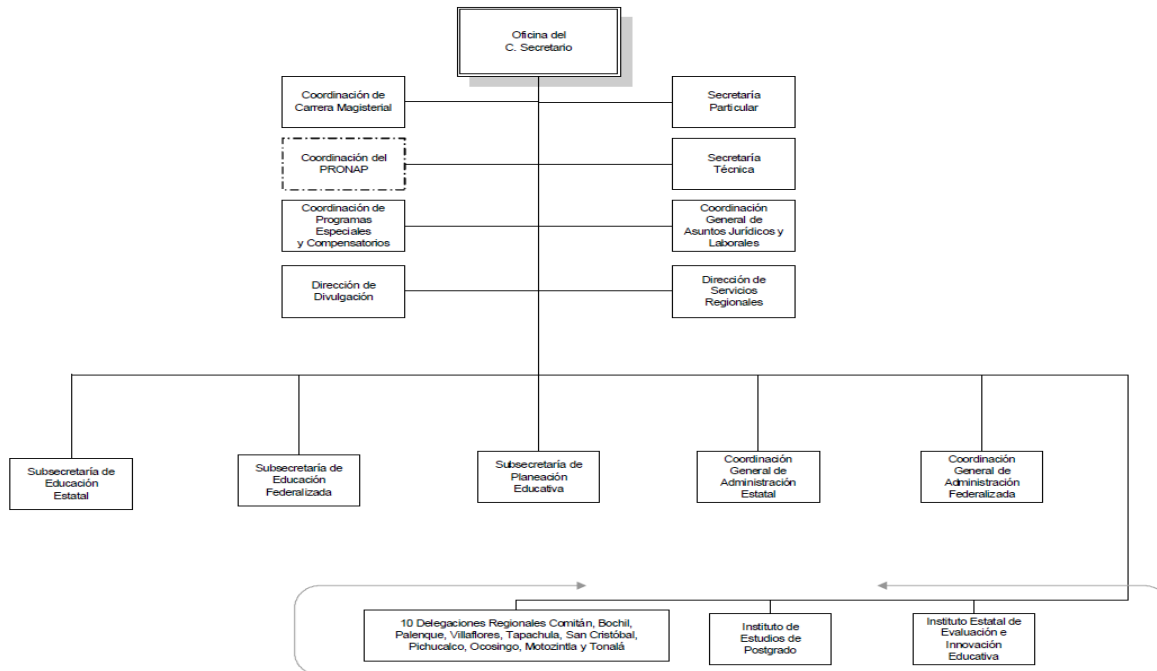 Oficina del
C. Secretario
Coordinación de
Carrera Magisterial
Secretaría
Particular
Coordinación del
PRONAP
Secretaría
Técnica
Coordinación de
Programas
Especiales
y Compensatorios
Coordinación
General de
Asuntos Jurídicos y
Laborales
Dirección de
Divulgación
Dirección de
Servicios
Regionales
Subsecretaría de
Educación
Estatal
Subsecretaría de
Educación
Federalizada
Subsecretaría de
Planeación
Educativa
Coordinación
General de
Administración
Estatal
Coordinación
General de
Administración
Federalizada
10 Delegaciones Regionales Comitán, Bochil,
Palenque, Villaflores, Tapachula, San Cristóbal,
Pichucalco, Ocosingo, Motozintla y Tonalá
Instituto de
Estudios de
Postgrado
Instituto Estatal de
Evaluación e
Innovación
Educativa